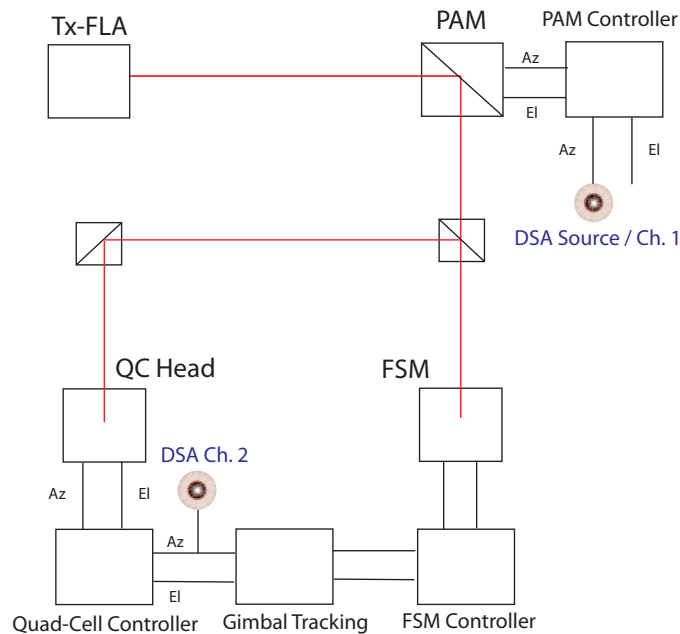 Tx-FLA
PAM
PAM Controller
Az
El
Az
El
DSA Source / Ch. 1
QC Head
FSM
DSA Ch. 2
Az
El
Az
El
Quad-Cell Controller
Gimbal Tracking
FSM Controller